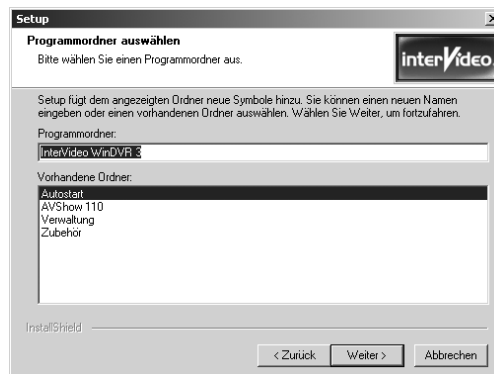 Setup
Programmordner auswählen
Bitte wählen Sie einen Programmordner aus.
interVideo
Setup fügt dem angezeigten Ordner neue Symbole hinzu. Sie können einen neuen Namen
eingeben oder einen vorhandenen Ordner auswählen. Wählen Sie Weiter, um fortzufahren.
Programmordner:
InterVideo WinDVR 3
Vorhandene Ordner:
Autostart
AVShow 110
Verwaltung
Zubehör
InstallShield
< Zurück Weiter > Abbrechen